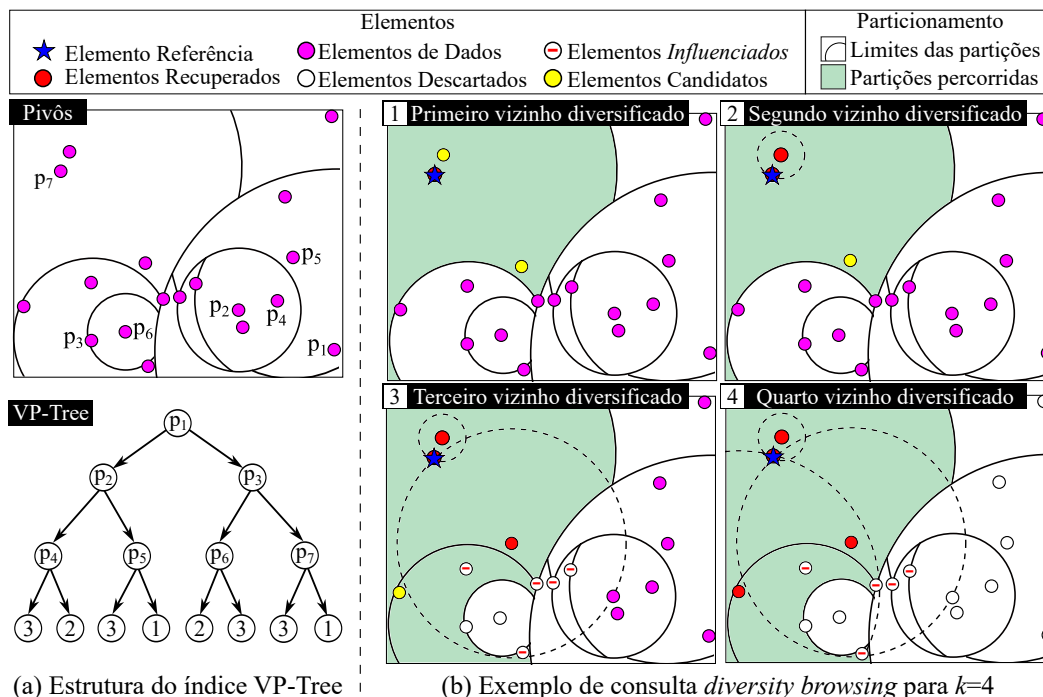 Elementos
Particionamento
Elemento Referência
Elementos de Dados
Elementos Influenciados
Limites das partições
Elementos Recuperados
Elementos Descartados
Elementos Candidatos
Partições percorridas
Pivôs
p7
p5
p2
p4
p6
p3
p1
VP-Tree
p1
p2 p3
p4 p5 p6 p7
3 2 3 1 2 3 3 1
(a) Estrutura do índice VP-Tree
1 Primeiro vizinho diversificado
2 Segundo vizinho diversificado
3 Terceiro vizinho diversificado
4 Quarto vizinho diversificado
(b) Exemplo de consulta diversity browsing para k=4